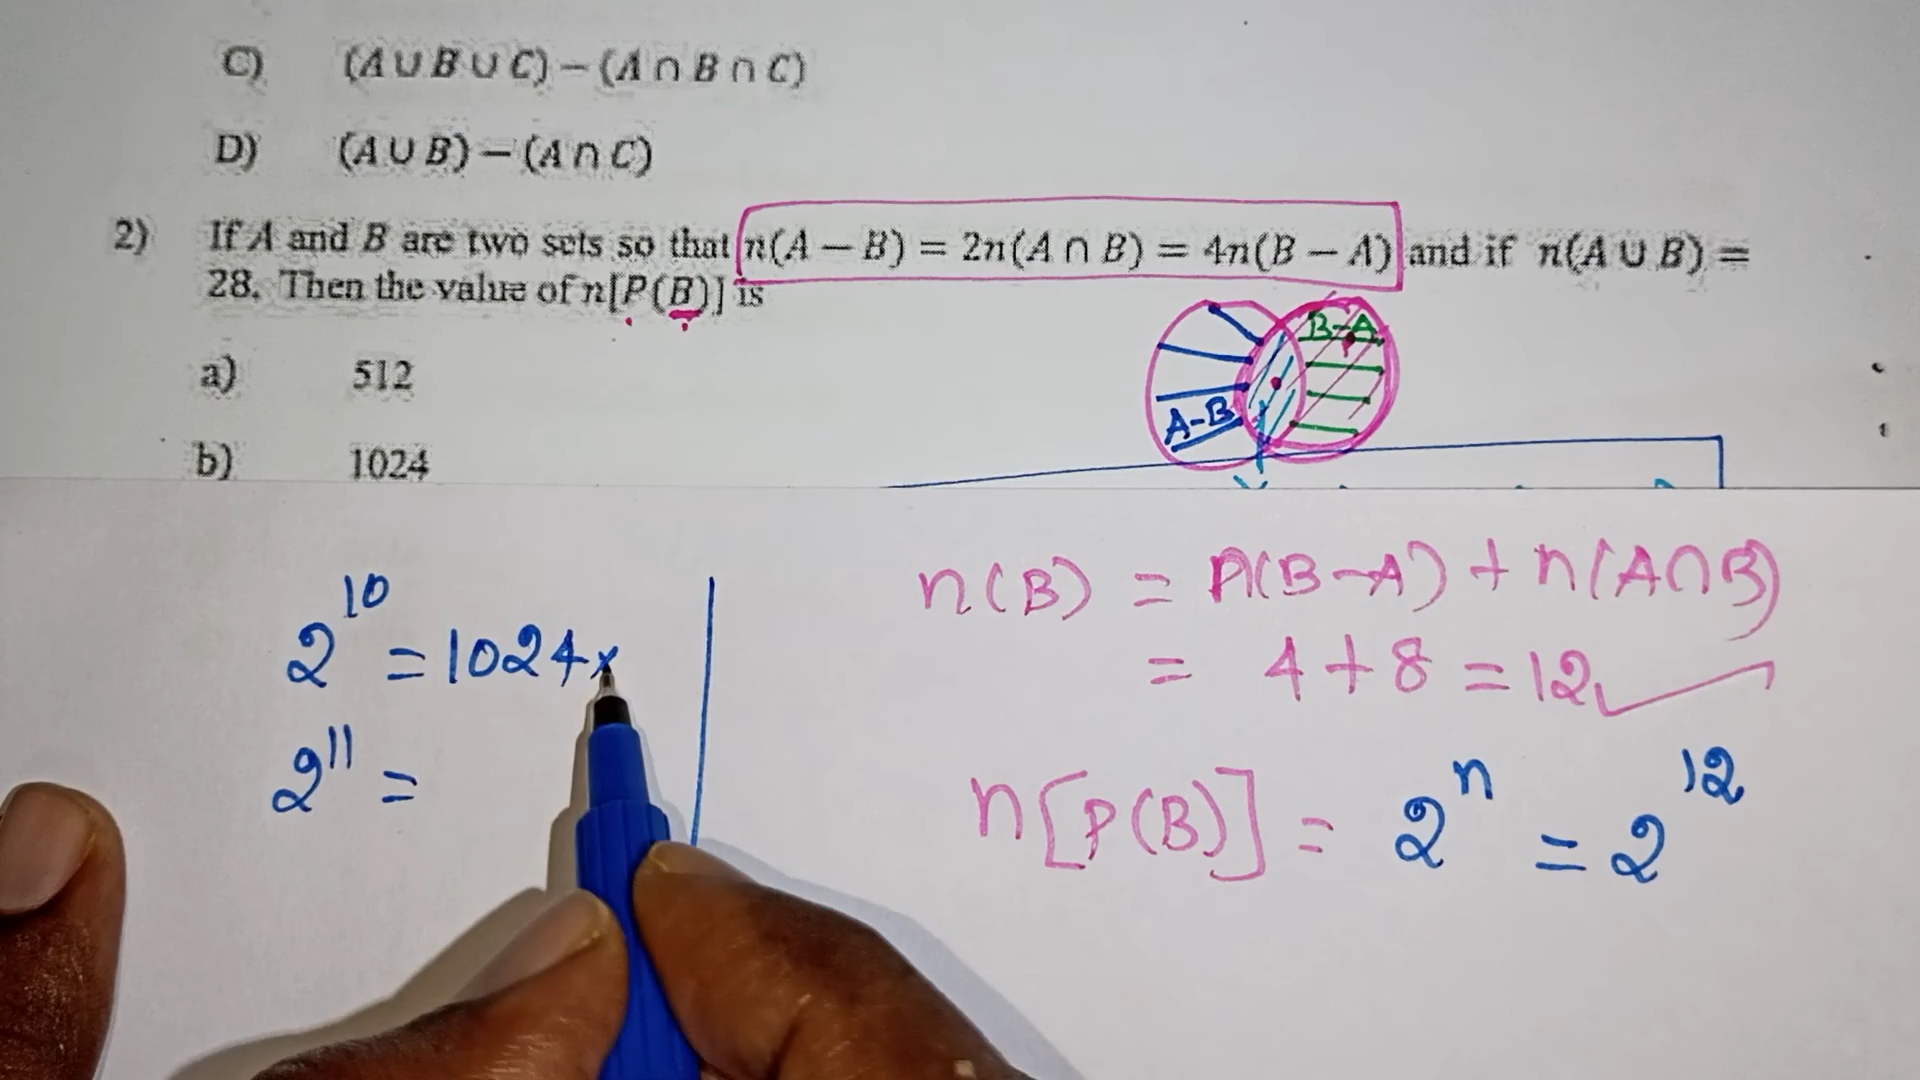 C) (A ∪ B ∪ C) − (A ∩ B ∩ C)
D) (A ∪ B) − (A ∩ C)
2) If A and B are two sets so that n(A − B) = 2n(A ∩ B) = 4n(B − A) and if n(A ∪ B) =
28. Then the value of n[P(B)] is
B-A
a) 512
A-B
b) 1024
n(B) = n(B-A) + n(A∩B)
= 4+8 = 12
n[P(B)] = 2^n = 2^12
2^10 = 1024×
2^11 =